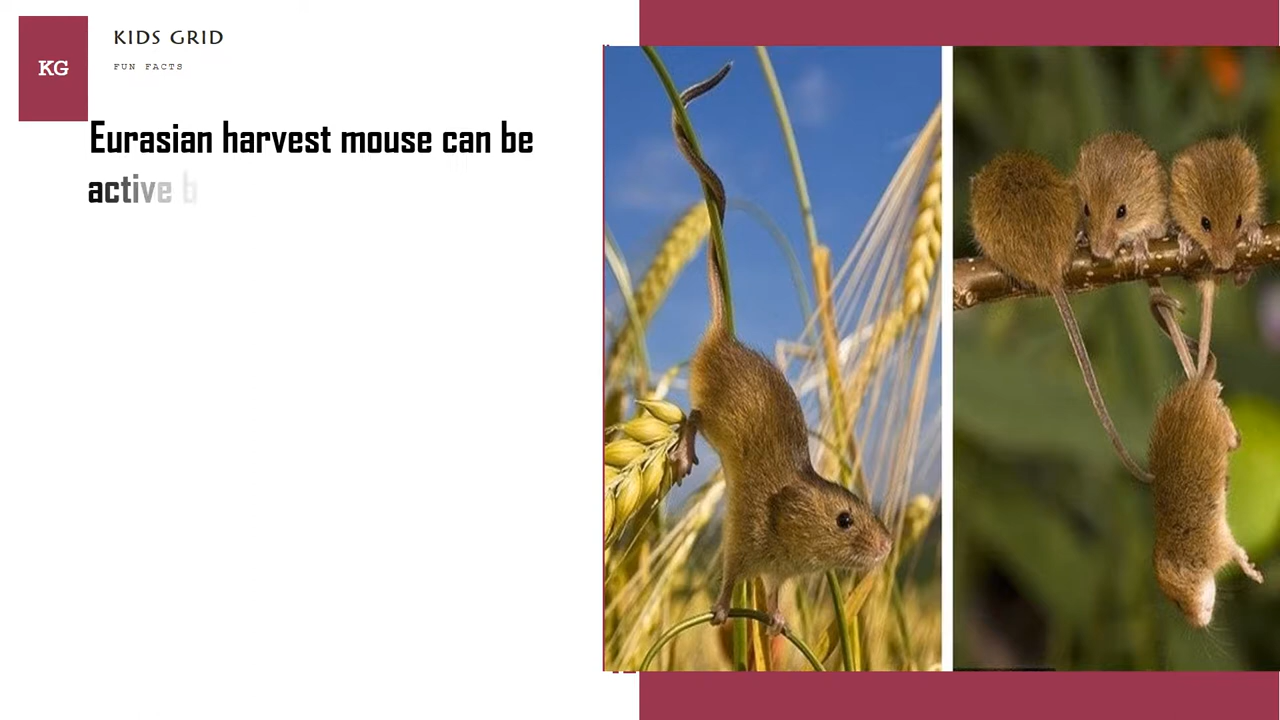 KG
KIDS GRID
FUN FACTS
Eurasian harvest mouse can be
active b